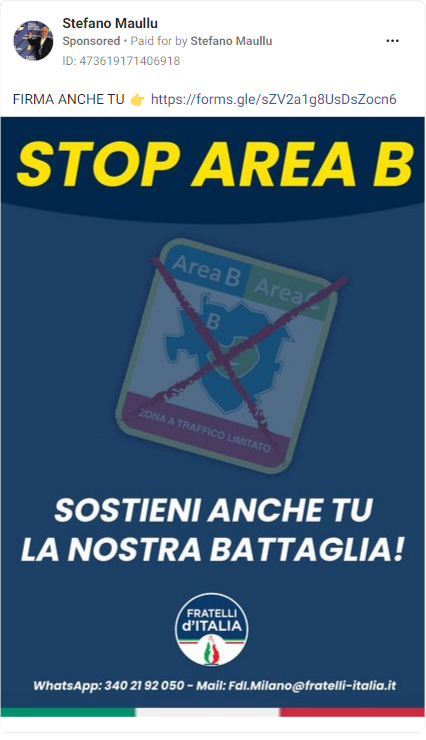 Stefano Maullu
Sponsored • Paid for by Stefano Maullu
ID: 473619171406918
FIRMA ANCHE TU 👉 https://forms.gle/sZV2a1g8UsDsZocn6
STOP AREA B
Area B Area C
B
C
ZONA A TRAFFICO LIMITATO
SOSTIENI ANCHE TU
LA NOSTRA BATTAGLIA!
FRATELLI
d'ITALIA
WhatsApp: 340 21 92 050 - Mail: FdI.Milano@fratelli-italia.it